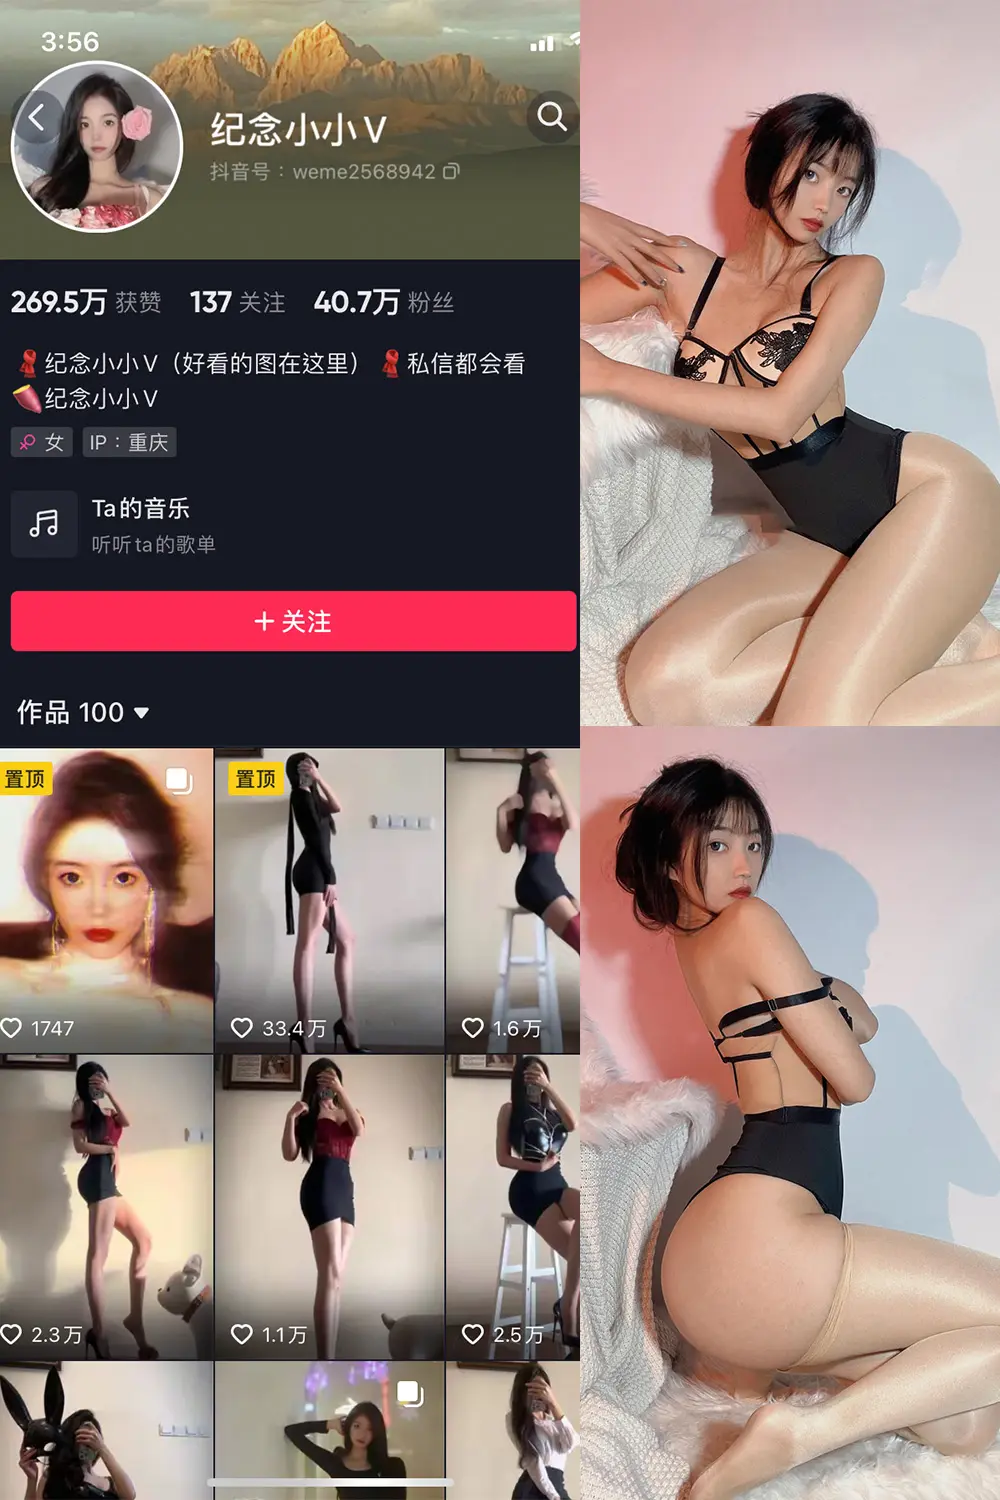 3:56
纪念小小V
抖音号：weme2568942
269.5万 获赞 137 关注 40.7万 粉丝
🧣纪念小小V（好看的图在这里）🧣私信都会看
🍠纪念小小V
女 IP：重庆
Ta的音乐
听听ta的歌单
+ 关注
作品 100
置顶 置顶
1747 33.4万 1.6万
2.3万 1.1万 2.5万